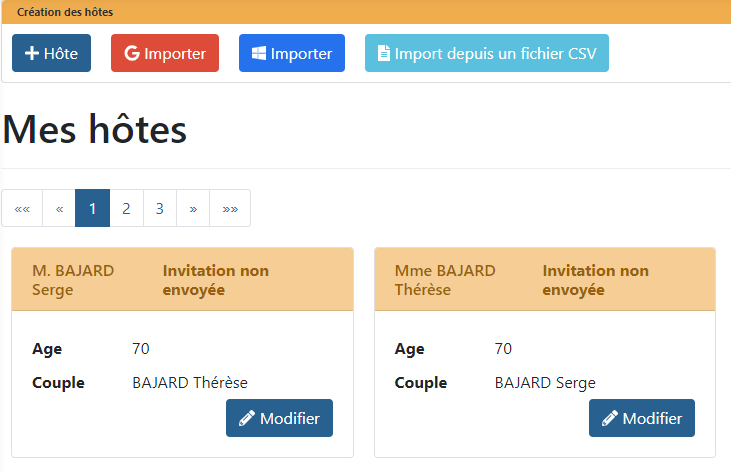 Création des hôtes
Hôte
Importer
Importer
Import depuis un fichier CSV
Mes hôtes
«« « 1 2 3 » »»
M. BAJARD
Serge
Invitation non
envoyée
Age 70
Couple BAJARD Thérèse
Modifier
Mme BAJARD
Thérèse
Invitation non
envoyée
Age 70
Couple BAJARD Serge
Modifier